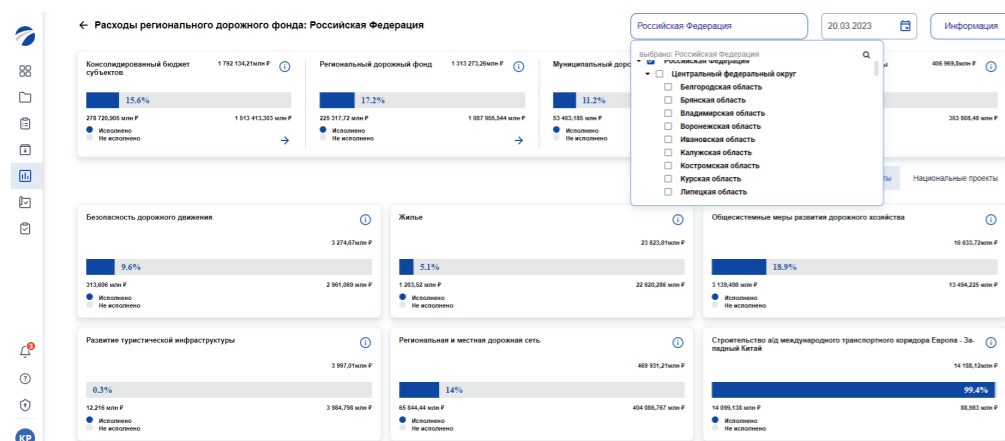 ← Расходы регионального дорожного фонда: Российская Федерация
Российская Федерация
20.03.2023
Информация
Консолидированный бюджет субъектов
1 792 134,21млн ₽
15.6%
278 720,905 млн ₽
1 513 413,303 млн ₽
Исполнено
Не исполнено
Региональный дорожный фонд
1 313 273,26млн ₽
17.2%
225 317,72 млн ₽
1 087 955,544 млн ₽
Исполнено
Не исполнено
Муниципальный доро
11.2%
53 403,185 млн ₽
Исполнено
Не исполнено
ы
406 969,8млн ₽
353 808,48 млн ₽
выбрано: Российская Федерация
Российская Федерация
Центральный федеральный округ
Белгородская область
Брянская область
Владимирская область
Воронежская область
Ивановская область
Калужская область
Костромская область
Курская область
Липецкая область
ты
Национальные проекты
Безопасность дорожного движения
3 274,67млн ₽
9.6%
313,606 млн ₽
2 961,069 млн ₽
Исполнено
Не исполнено
Жилье
23 823,81млн ₽
5.1%
1 203,52 млн ₽
22 620,286 млн ₽
Исполнено
Не исполнено
Общесистемные меры развития дорожного хозяйства
16 633,72млн ₽
18.9%
3 139,498 млн ₽
13 494,225 млн ₽
Исполнено
Не исполнено
Развитие туристической инфраструктуры
3 997,01млн ₽
0.3%
12,216 млн ₽
3 984,798 млн ₽
Исполнено
Не исполнено
Региональная и местная дорожная сеть
469 931,21млн ₽
14%
65 844,44 млн ₽
404 086,767 млн ₽
Исполнено
Не исполнено
Строительство а/д международного транспортного коридора Европа - За-
падный Китай
14 188,12млн ₽
99.4%
14 099,138 млн ₽
88,983 млн ₽
Исполнено
Не исполнено
3
КР